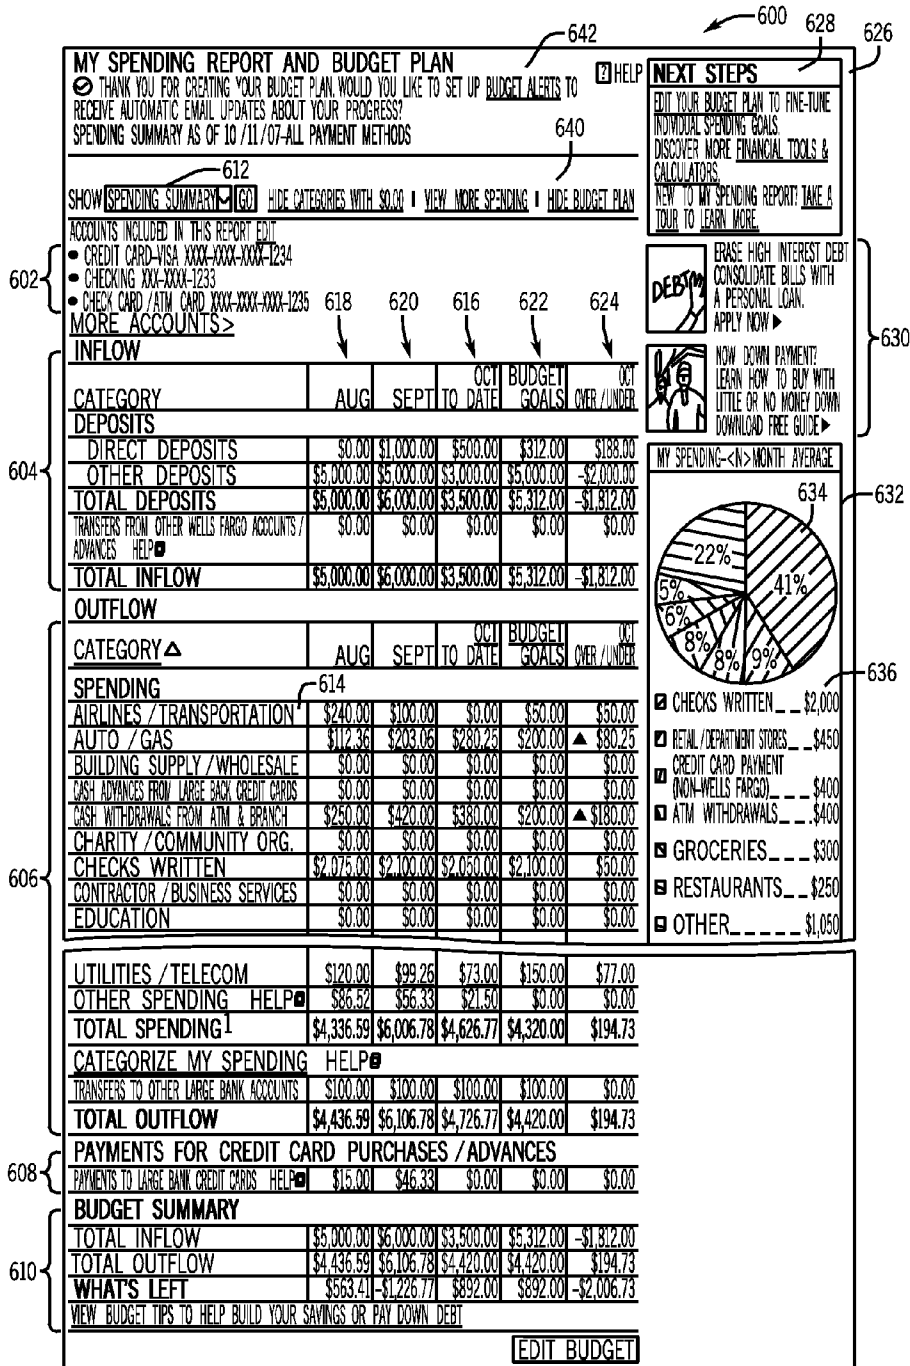 600
642
628
626
MY SPENDING REPORT AND BUDGET PLAN
THANK YOU FOR CREATING YOUR BUDGET PLAN. WOULD YOU LIKE TO SET UP BUDGET ALERTS TO
RECEIVE AUTOMATIC EMAIL UPDATES ABOUT YOUR PROGRESS?
SPENDING SUMMARY AS OF 10 /11 /07-ALL PAYMENT METHODS
? HELP
640
612
SHOW SPENDING SUMMARY GO HIDE CATEGORIES WITH $0.00 I VIEW MORE SPENDING I HIDE BUDGET PLAN
ACCOUNTS INCLUDED IN THIS REPORT EDIT
602
• CREDIT CARD-VISA XXXX-XXXX-XXXX-1234
• CHECKING XXX-XXXX-1233
• CHECK CARD /ATM CARD XXXX-XXX-XXX-1235
MORE ACCOUNTS>
618 620 616 622 624
INFLOW
604
CATEGORY AUG SEPT OCT TO DATE BUDGET GOALS OCT OVER /UNDER
DEPOSITS
DIRECT DEPOSITS $0.00 $1,000.00 $500.00 $312.00 $188.00
OTHER DEPOSITS $5,000.00 $5,000.00 $3,000.00 $5,000.00 -$2,000.00
TOTAL DEPOSITS $5,000.00 $6,000.00 $3,500.00 $5,312.00 -$1,812.00
TRANSFERS FROM OTHER WELLS FARGO ACCOUNTS / $0.00 $0.00 $0.00 $0.00 $0.00
ADVANCES HELP
TOTAL INFLOW $5,000.00 $6,000.00 $3,500.00 $5,312.00 -$1,812.00
OUTFLOW
606
CATEGORY AUG SEPT OCT TO DATE BUDGET GOALS OCT OVER /UNDER
SPENDING
614
AIRLINES /TRANSPORTATION $240.00 $100.00 $0.00 $50.00 $50.00
AUTO /GAS $112.36 $203.06 $280.25 $200.00 ▲ $80.25
BUILDING SUPPLY /WHOLESALE $0.00 $0.00 $0.00 $0.00 $0.00
CASH ADVANCES FROM LARGE BACK CREDIT CARDS $0.00 $0.00 $0.00 $0.00 $0.00
CASH WITHDRAWALS FROM ATM & BRANCH $250.00 $420.00 $380.00 $200.00 ▲ $180.00
CHARITY /COMMUNITY ORG. $0.00 $0.00 $0.00 $0.00 $0.00
CHECKS WRITTEN $2,075.00 $2,100.00 $2,050.00 $2,100.00 $50.00
CONTRACTOR /BUSINESS SERVICES $0.00 $0.00 $0.00 $0.00 $0.00
EDUCATION $0.00 $0.00 $0.00 $0.00 $0.00
UTILITIES /TELECOM $120.00 $99.26 $73.00 $150.00 $77.00
OTHER SPENDING HELP $86.52 $56.33 $21.50 $0.00 $0.00
TOTAL SPENDING1 $4,336.59 $6,006.78 $4,626.77 $4,320.00 $194.73
CATEGORIZE MY SPENDING HELP
TRANSFERS TO OTHER LARGE BANK ACCOUNTS $100.00 $100.00 $100.00 $100.00 $0.00
TOTAL OUTFLOW $4,436.59 $6,106.78 $4,726.77 $4,420.00 $194.73
PAYMENTS FOR CREDIT CARD PURCHASES /ADVANCES
608
PAYMENTS TO LARGE BANK CREDIT CARDS HELP $15.00 $46.33 $0.00 $0.00 $0.00
BUDGET SUMMARY
610
TOTAL INFLOW $5,000.00 $6,000.00 $3,500.00 $5,312.00 -$1,812.00
TOTAL OUTFLOW $4,436.59 $6,106.78 $4,420.00 $4,420.00 $194.73
WHAT'S LEFT $563.41 -$1,226.77 $892.00 $892.00 -$2,006.73
VIEW BUDGET TIPS TO HELP BUILD YOUR SAVINGS OR PAY DOWN DEBT
EDIT BUDGET
NEXT STEPS
EDIT YOUR BUDGET PLAN TO FINE-TUNE
INDIVIDUAL SPENDING GOALS.
DISCOVER MORE FINANCIAL TOOLS &
CALCULATORS.
NEW TO MY SPENDING REPORT? TAKE A
TOUR TO LEARN MORE.
DEBT
ERASE HIGH INTEREST DEBT
CONSOLIDATE BILLS WITH
A PERSONAL LOAN.
APPLY NOW ▶
630
NOW DOWN PAYMENT?
LEARN HOW TO BUY WITH
LITTLE OR NO MONEY DOWN
DOWNLOAD FREE GUIDE ▶
MY SPENDING-<N>MONTH AVERAGE
634
632
22%
41%
5%
6%
8%
8%
9%
636
CHECKS WRITTEN _ _ $2,000
RETAIL /DEPARTMENT STORES _ _ $450
CREDIT CARD PAYMENT
(NON-WELLS FARGO)_ _ _ $400
ATM WITHDRAWALS_ _ _ $400
GROCERIES_ _ _ $300
RESTAURANTS_ _ $250
OTHER_ _ _ _ _ $1,050